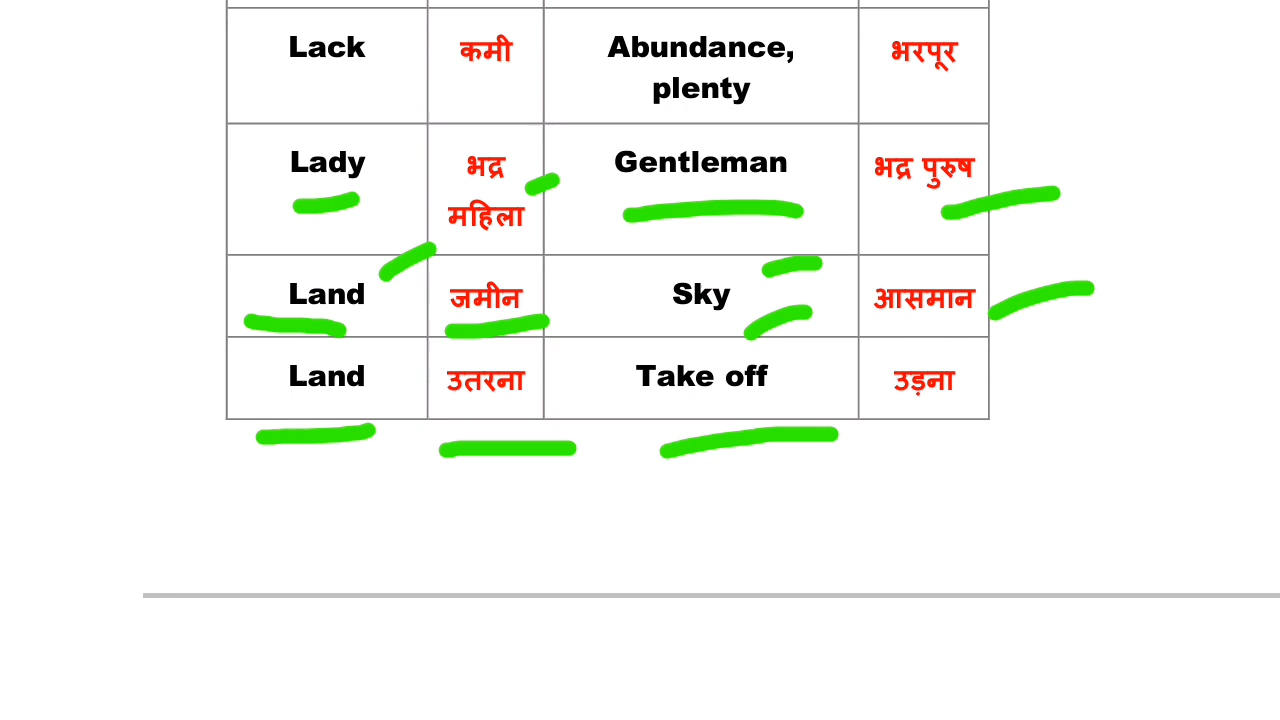 Lack कमी Abundance, भरपूर
plenty
Lady भद्र Gentleman भद्र पुरुष
महिला
Land जमीन Sky आसमान
Land उतरना Take off उड़ना